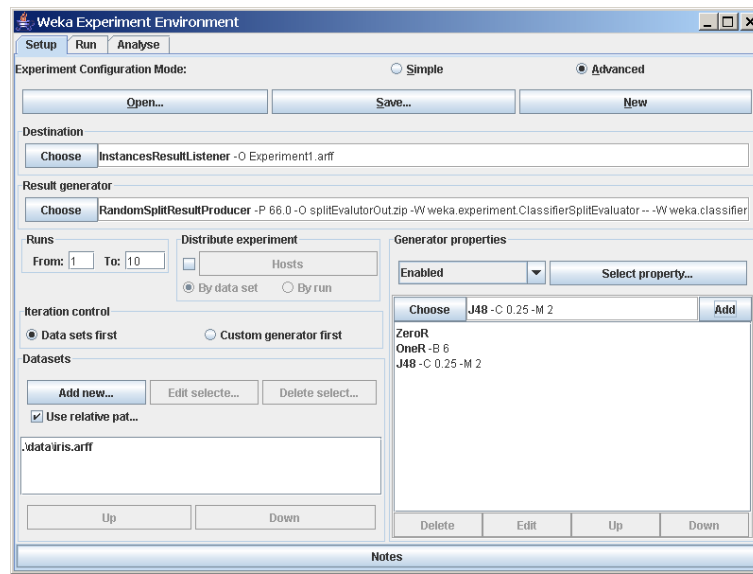 Weka Experiment Environment
Setup Run Analyse
Experiment Configuration Mode: Simple Advanced
Open... Save... New
Destination
Choose InstancesResultListener -O Experiment1.arff
Result generator
Choose RandomSplitResultProducer -P 66.0 -O splitEvalutorOut.zip -W weka.experiment.ClassifierSplitEvaluator -- -W weka.classifier
Runs
From: 1 To: 10
Distribute experiment
Hosts
By data set By run
Generator properties
Enabled Select property...
Iteration control
Data sets first Custom generator first
Choose J48 -C 0.25 -M 2 Add
ZeroR
OneR -B 6
J48 -C 0.25 -M 2
Datasets
Add new... Edit selecte... Delete select...
Use relative pat...
.\data\iris.arff
Up Down
Delete Edit Up Down
Notes